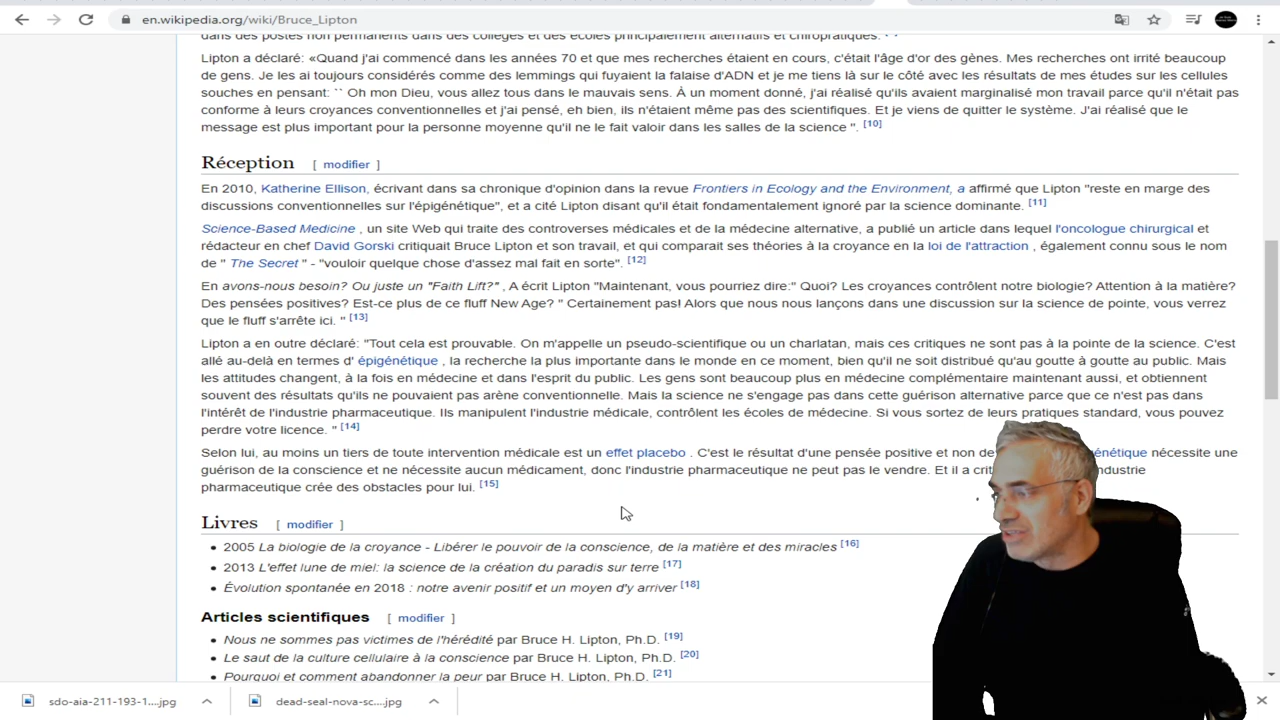 en.wikipedia.org/wiki/Bruce_Lipton
dans des postes non permanents dans des collèges et des écoles principalement alternatifs et chiropratiques.
Lipton a déclaré: «Quand j'ai commencé dans les années 70 et que mes recherches étaient en cours, c'était l'âge d'or des gènes. Mes recherches ont irrité beaucoup
de gens. Je les ai toujours considérés comme des lemmings qui fuyaient la falaise d'ADN et je me tiens là sur le côté avec les résultats de mes études sur les cellules
souches en pensant: `` Oh mon Dieu, vous allez tous dans le mauvais sens. À un moment donné, j'ai réalisé qu'ils avaient marginalisé mon travail parce qu'il n'était pas
conforme à leurs croyances conventionnelles et j'ai pensé, eh bien, ils n'étaient même pas des scientifiques. Et je viens de quitter le système. J'ai réalisé que le
message est plus important pour la personne moyenne qu'il ne le fait valoir dans les salles de la science ". [10]
Réception [ modifier ]
En 2010, Katherine Ellison, écrivant dans sa chronique d'opinion dans la revue Frontiers in Ecology and the Environment, a affirmé que Lipton "reste en marge des
discussions conventionnelles sur l'épigénétique", et a cité Lipton disant qu'il était fondamentalement ignoré par la science dominante. [11]
Science-Based Medicine , un site Web qui traite des controverses médicales et de la médecine alternative, a publié un article dans lequel l'oncologue chirurgical et
rédacteur en chef David Gorski critiquait Bruce Lipton et son travail, et qui comparait ses théories à la croyance en la loi de l'attraction , également connu sous le nom
de " The Secret " - "vouloir quelque chose d'assez mal fait en sorte". [12]
En avons-nous besoin? Ou juste un "Faith Lift?" , A écrit Lipton "Maintenant, vous pourriez dire:" Quoi? Les croyances contrôlent notre biologie? Attention à la matière?
Des pensées positives? Est-ce plus de ce fluff New Age? " Certainement pas! Alors que nous nous lançons dans une discussion sur la science de pointe, vous verrez
que le fluff s'arrête ici. " [13]
Lipton a en outre déclaré: "Tout cela est prouvable. On m'appelle un pseudo-scientifique ou un charlatan, mais ces critiques ne sont pas à la pointe de la science. C'est
allé au-delà en termes d' épigénétique , la recherche la plus importante dans le monde en ce moment, bien qu'il ne soit distribué qu'au goutte à goutte au public. Mais
les attitudes changent, à la fois en médecine et dans l'esprit du public. Les gens sont beaucoup plus en médecine complémentaire maintenant aussi, et obtiennent
souvent des résultats qu'ils ne pouvaient pas arène conventionnelle. Mais la science ne s'engage pas dans cette guérison alternative parce que ce n'est pas dans
l'intérêt de l'industrie pharmaceutique. Ils manipulent l'industrie médicale, contrôlent les écoles de médecine. Si vous sortez de leurs pratiques standard, vous pouvez
perdre votre licence. " [14]
Selon lui, au moins un tiers de toute intervention médicale est un effet placebo . C'est le résultat d'une pensée positive et non de génétique nécessite une
guérison de la conscience et ne nécessite aucun médicament, donc l'industrie pharmaceutique ne peut pas le vendre. Et il a industrie
pharmaceutique crée des obstacles pour lui. [15]
Livres [ modifier ]
• 2005 La biologie de la croyance - Libérer le pouvoir de la conscience, de la matière et des miracles [16]
• 2013 L'effet lune de miel: la science de la création du paradis sur terre [17]
• Évolution spontanée en 2018 : notre avenir positif et un moyen d'y arriver [18]
Articles scientifiques [ modifier ]
• Nous ne sommes pas victimes de l'hérédité par Bruce H. Lipton, Ph.D. [19]
• Le saut de la culture cellulaire à la conscience par Bruce H. Lipton, Ph.D. [20]
• Pourquoi et comment abandonner la peur par Bruce H. Lipton, Ph.D. [21]
sdo-aia-211-193-1....jpg dead-seal-nova-sc....jpg